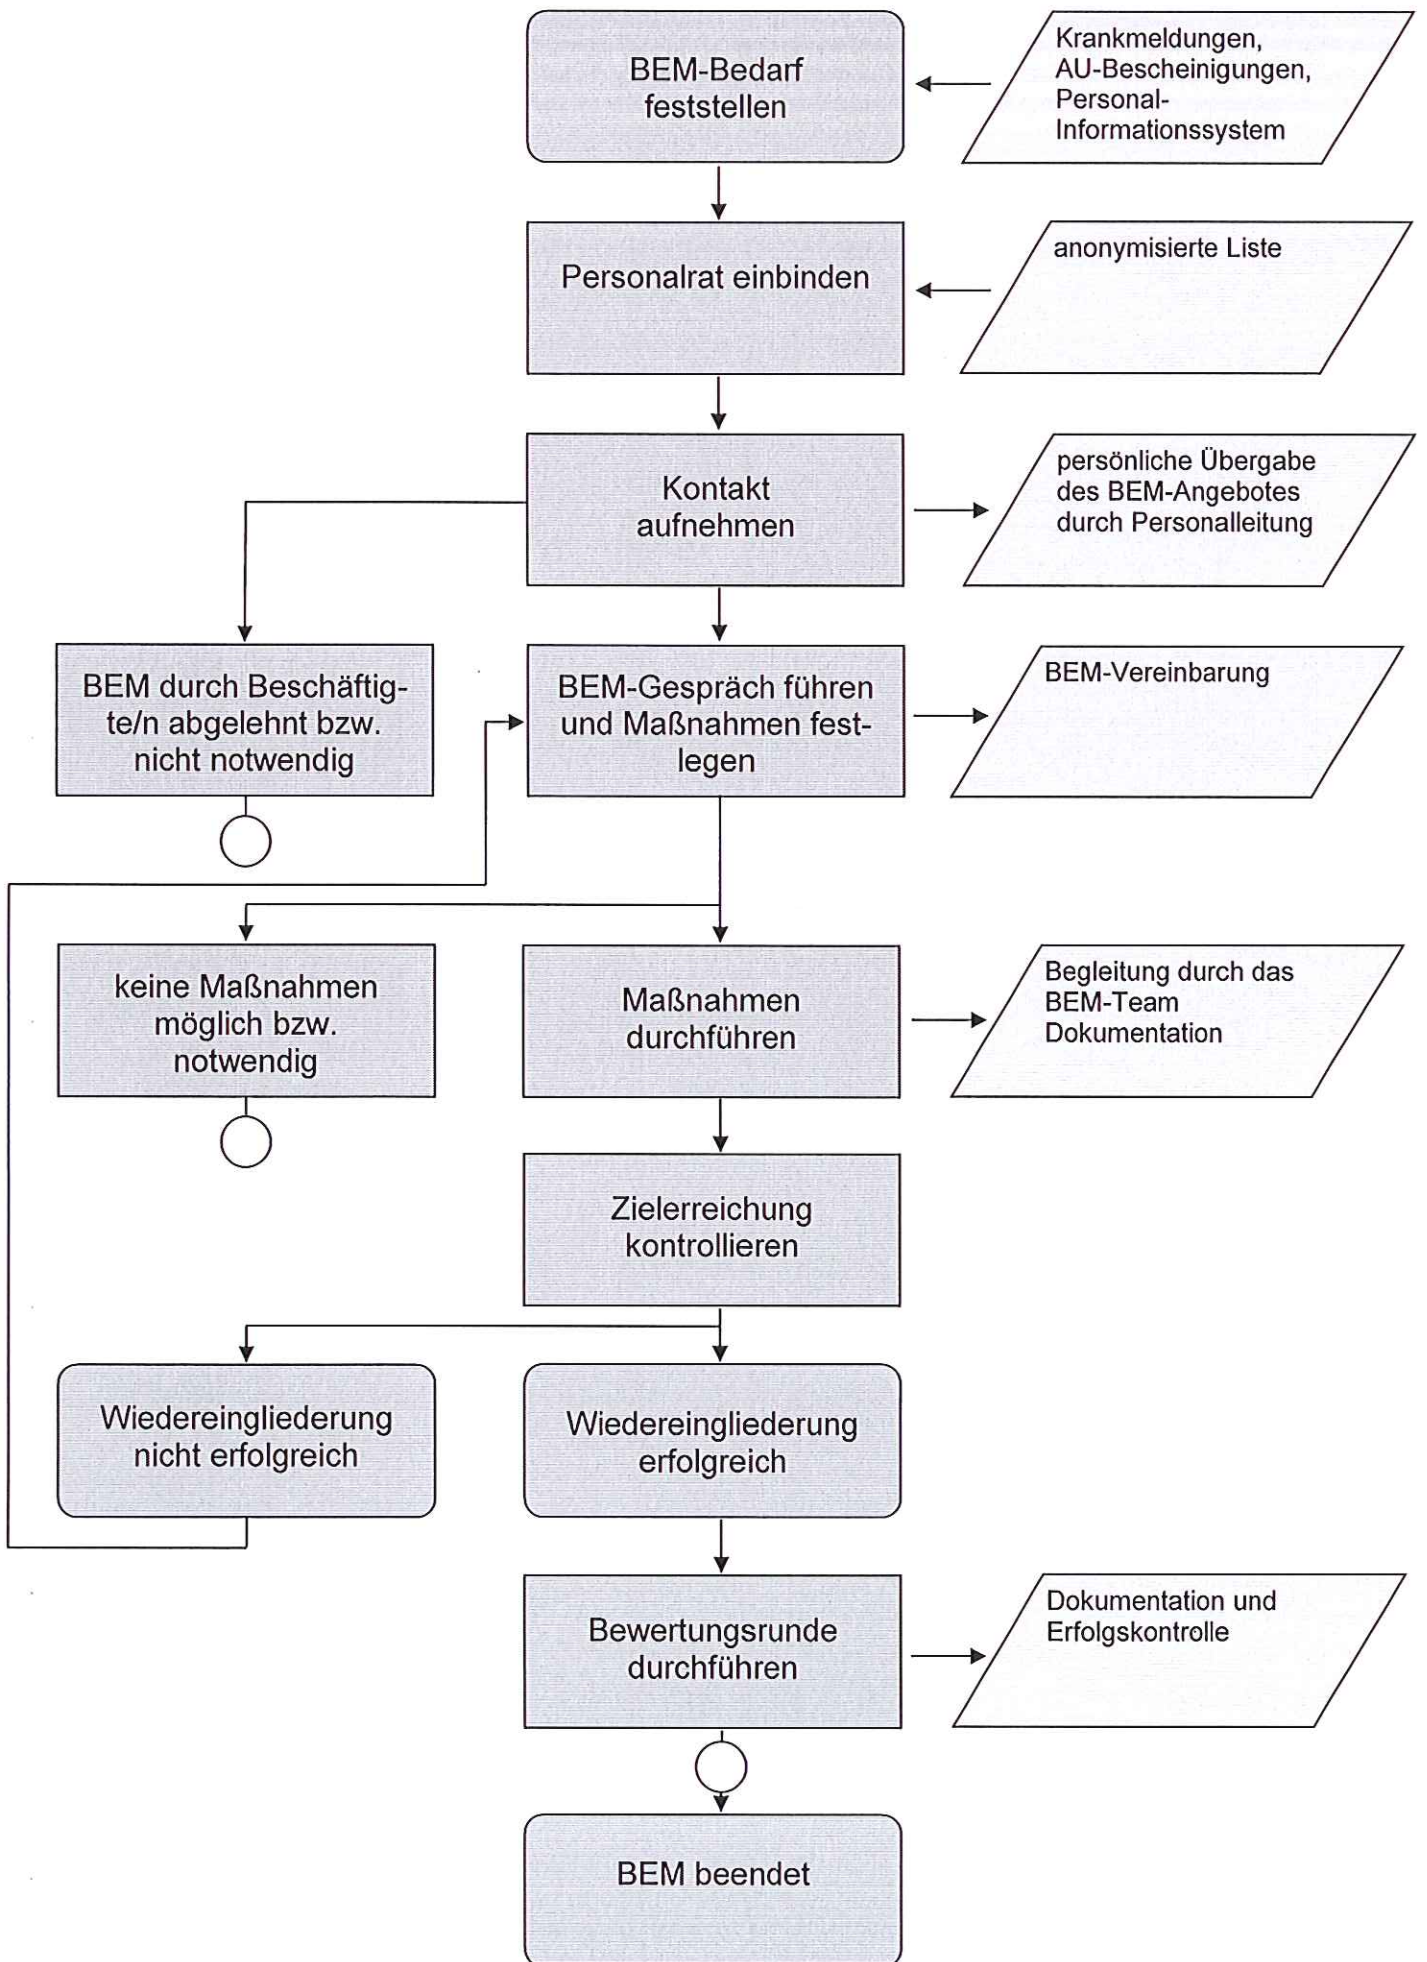 BEM-Bedarf
feststellen
Krankmeldungen,
AU-Bescheinigungen,
Personal-
Informationssystem
Personalrat einbinden
anonymisierte Liste
Kontakt
aufnehmen
persönliche Übergabe
des BEM-Angebotes
durch Personalleitung
BEM durch Beschäftig-
te/n abgelehnt bzw.
nicht notwendig
BEM-Gespräch führen
und Maßnahmen fest-
legen
BEM-Vereinbarung
keine Maßnahmen
möglich bzw.
notwendig
Maßnahmen
durchführen
Begleitung durch das
BEM-Team
Dokumentation
Zielerreichung
kontrollieren
Wiedereingliederung
nicht erfolgreich
Wiedereingliederung
erfolgreich
Bewertungsrunde
durchführen
Dokumentation und
Erfolgskontrolle
BEM beendet